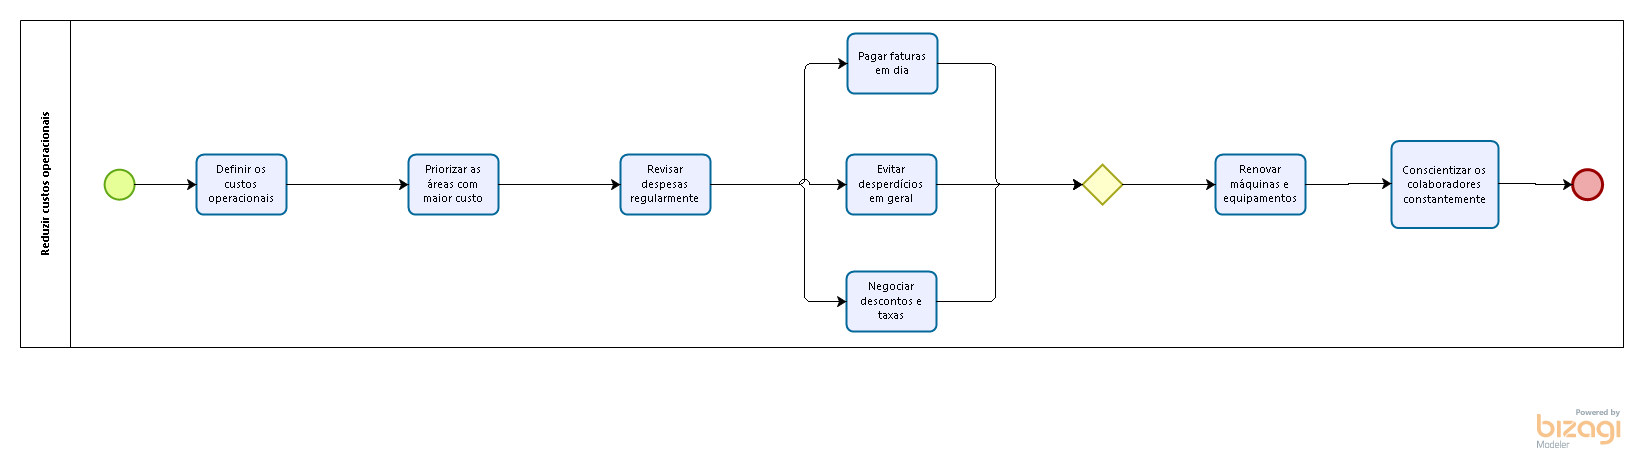 Reduzir custos operacionais
Definir os
custos
operacionais
Priorizar as
áreas com
maior custo
Revisar
despesas
regularmente
Pagar faturas
em dia
Evitar
desperdícios
em geral
Negociar
descontos e
taxas
Renovar
máquinas e
equipamentos
Conscientizar os
colaboradores
constantemente
Powered by
bizagi
Modeler